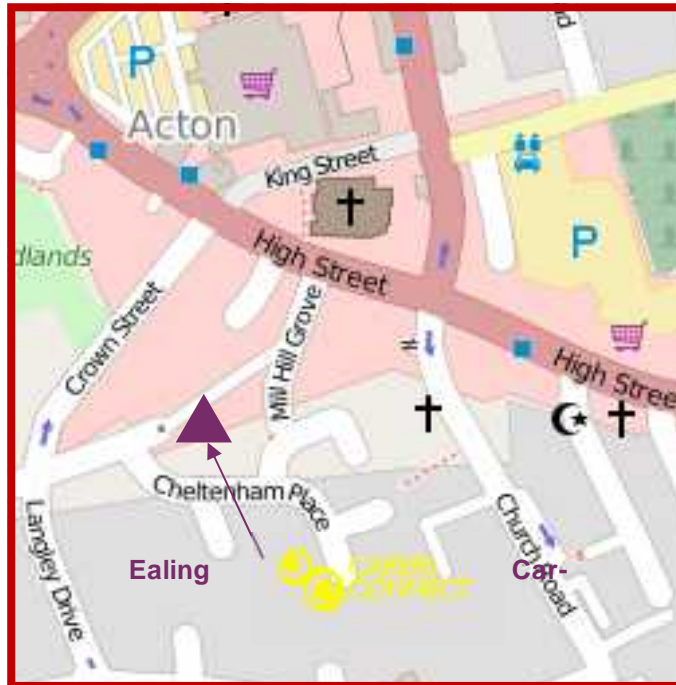 P
Acton
King Street
dlands
High Street
P
Crown Street
Mill Hill Grove
High Stree
Cheltenham Place
Langley Drive
Church Road
Ealing
Car-